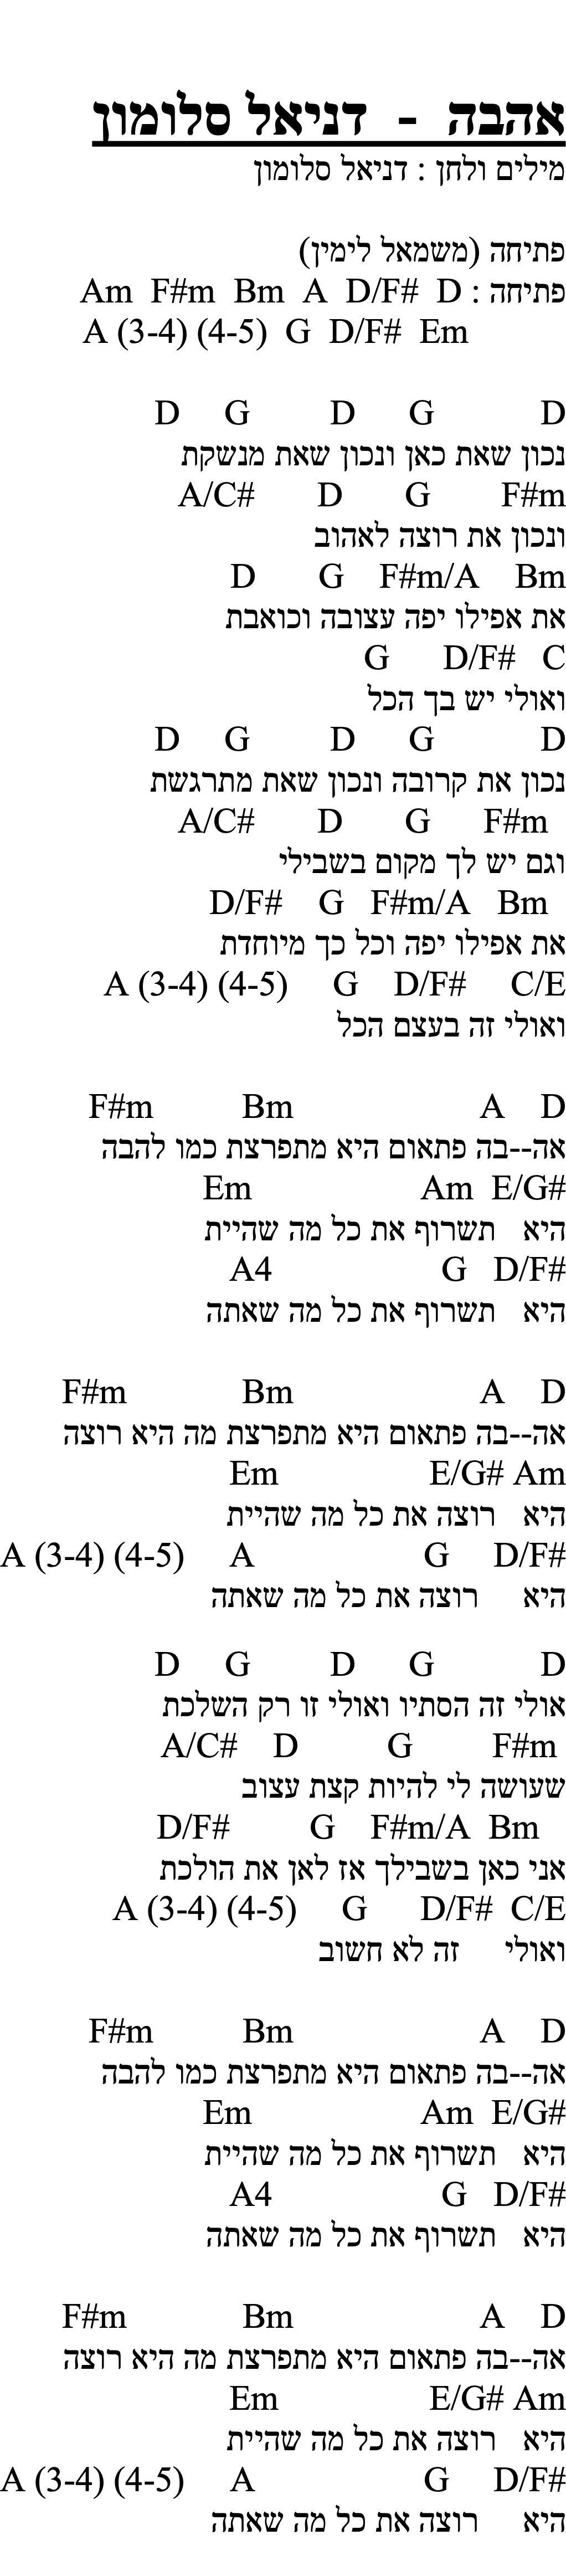 אהבה - דניאל סלומון
מילים ולחן : דניאל סלומון
פתיחה (משמאל לימין)
פתיחה : Am F#m Bm A D/F# D
A (3-4) (4-5) G D/F# Em
D G D G D
נכון שאת כאן ונכון שאת מנשקת
A/C# D G F#m
ונכון את רוצה לאהוב
D G F#m/A Bm
את אפילו יפה עצובה וכואבת
G D/F# C
ואולי יש בך הכל
D G D G D
נכון את קרובה ונכון שאת מתרגשת
A/C# D G F#m
וגם יש לך מקום בשבילי
D/F# G F#m/A Bm
את אפילו יפה וכל כך מיוחדת
A (3-4) (4-5) G D/F# C/E
ואולי זה בעצם הכל
F#m Bm A D
אה--בה פתאום היא מתפרצת כמו להבה
Em Am E/G#
היא תשרוף את כל מה שהיית
A4 G D/F#
היא תשרוף את כל מה שאתה
F#m Bm A D
אה--בה פתאום היא מתפרצת מה היא רוצה
Em E/G# Am
היא רוצה את כל מה שהיית
A (3-4) (4-5) A G D/F#
היא רוצה את כל מה שאתה
D G D G D
אולי זה הסתיו ואולי זו רק השלכת
A/C# D G F#m
שעושה לי להיות קצת עצוב
D/F# G F#m/A Bm
אני כאן בשבילך אז לאן את הולכת
A (3-4) (4-5) G D/F# C/E
ואולי זה לא חשוב
F#m Bm A D
אה--בה פתאום היא מתפרצת כמו להבה
Em Am E/G#
היא תשרוף את כל מה שהיית
A4 G D/F#
היא תשרוף את כל מה שאתה
F#m Bm A D
אה--בה פתאום היא מתפרצת מה היא רוצה
Em E/G# Am
היא רוצה את כל מה שהיית
A (3-4) (4-5) A G D/F#
היא רוצה את כל מה שאתה